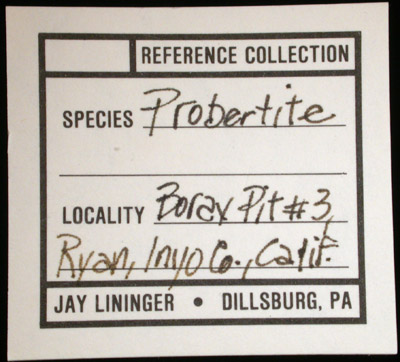 REFERENCE COLLECTION
SPECIES Probertite
LOCALITY Borax Pit #3,
Ryan, Inyo Co., Calif.
JAY LININGER • DILLSBURG, PA